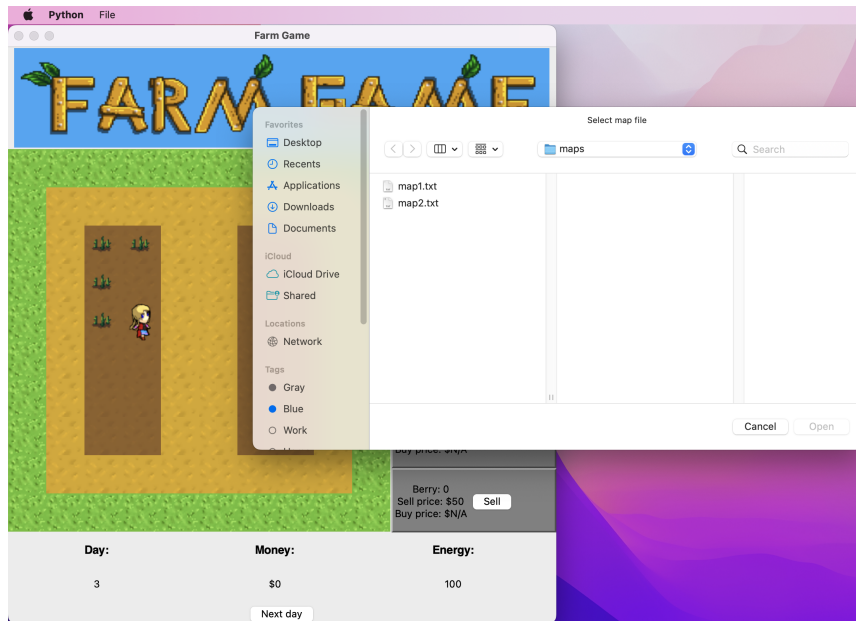 Python File
Farm Game
FARM GAME
Select map file
Favorites
Desktop
Recents
Applications
Downloads
Documents
iCloud
iCloud Drive
Shared
Locations
Network
Tags
Gray
Blue
Work
maps
Search
map1.txt
map2.txt
Cancel Open
Buy price: $N/A
Berry: 0
Sell price: $50 Sell
Buy price: $N/A
Day: Money: Energy:
3 $0 100
Next day